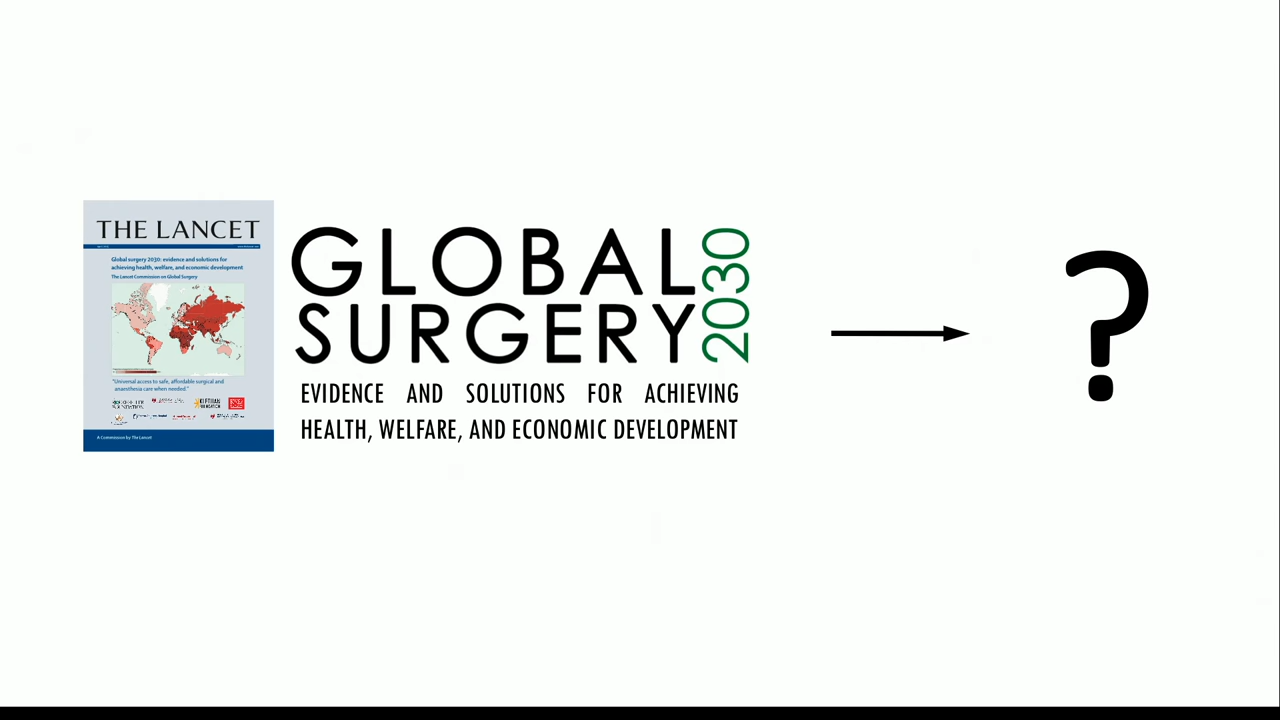 THE LANCET
Global surgery 2030: evidence and solutions for
achieving health, welfare, and economic development
The Lancet Commission on Global Surgery
"Universal access to safe, affordable surgical and
anaesthesia care when needed."
A Commission by The Lancet
GLOBAL
SURGERY
2030
EVIDENCE AND SOLUTIONS FOR ACHIEVING
HEALTH, WELFARE, AND ECONOMIC DEVELOPMENT
?